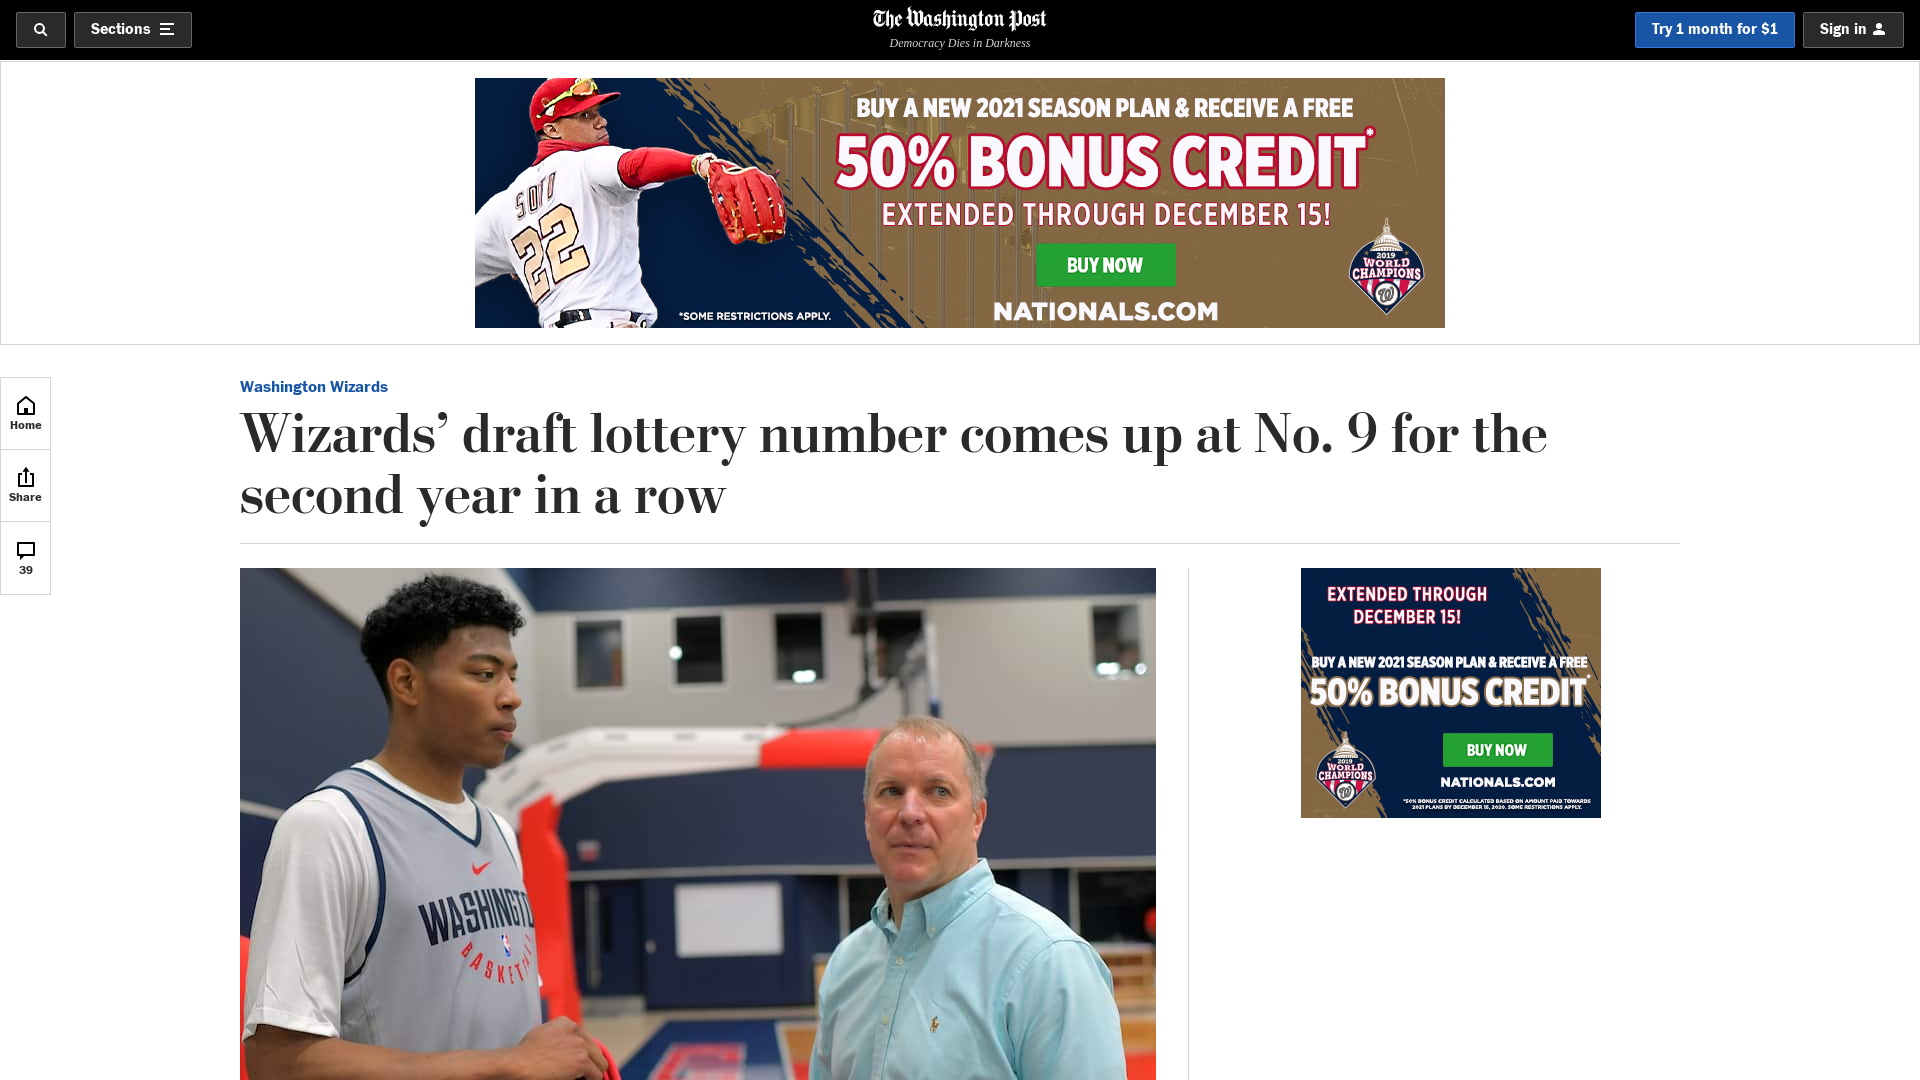 Sections
The Washington Post
Democracy Dies in Darkness
Try 1 month for $1
Sign in
BUY A NEW 2021 SEASON PLAN & RECEIVE A FREE
50% BONUS CREDIT*
EXTENDED THROUGH DECEMBER 15!
BUY NOW
NATIONALS.COM
*SOME RESTRICTIONS APPLY.
22
2019
WORLD
CHAMPIONS
W
Home
Share
39
Washington Wizards
Wizards’ draft lottery number comes up at No. 9 for the
second year in a row
WASHINGTO
BASKET
EXTENDED THROUGH
DECEMBER 15!
BUY A NEW 2021 SEASON PLAN & RECEIVE A FREE
50% BONUS CREDIT*
BUY NOW
NATIONALS.COM
2019
WORLD
CHAMPIONS
W
*50% BONUS CREDIT CALCULATED BASED ON AMOUNT PAID TOWARDS
2021 PLANS BY DECEMBER 15, 2020. SOME RESTRICTIONS APPLY.